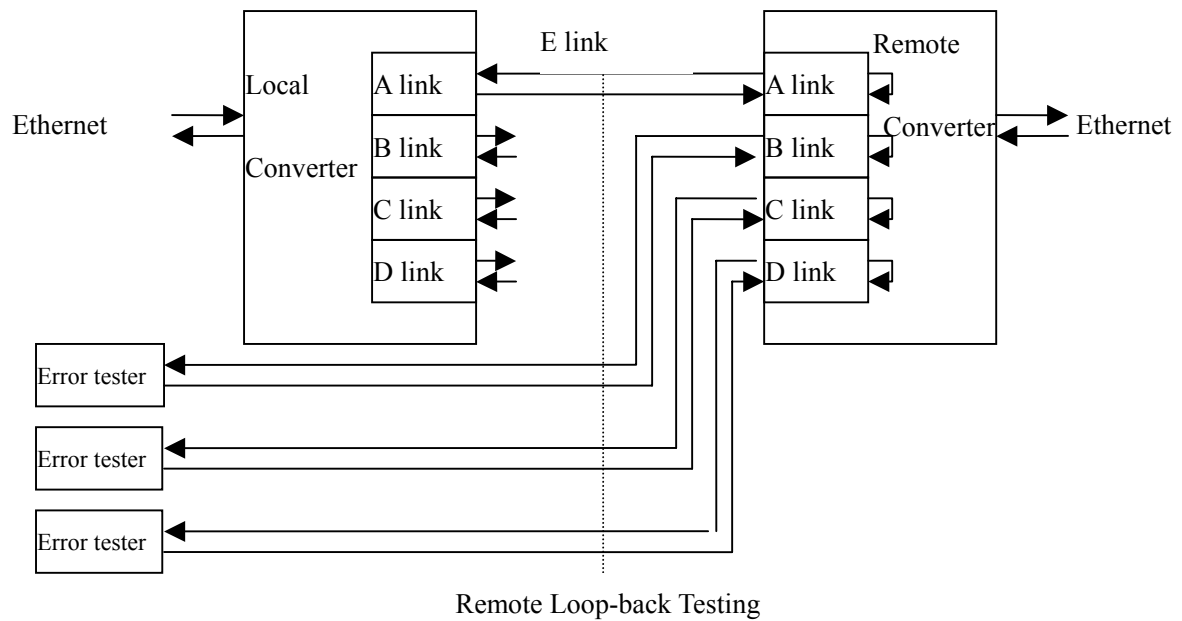 E link
Remote
Local
A link
A link
Ethernet
Converter
Ethernet
B link
B link
Converter
C link
C link
D link
D link
Error tester
Error tester
Error tester
Remote Loop-back Testing